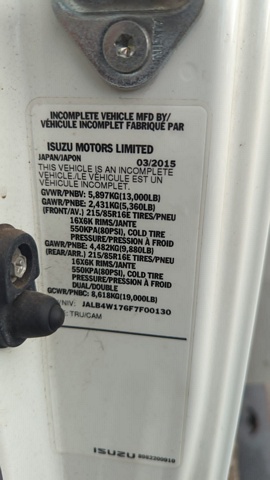 INCOMPLETE VEHICLE MFD BY/
VÉHICULE INCOMPLET FABRIQUÉ PAR
ISUZU MOTORS LIMITED
JAPAN/JAPON 03/2015
THIS VEHICLE IS AN INCOMPLETE
VEHICLE/LE VÉHICULE EST UN
VÉHICULE INCOMPLET
GVWR/PNBV: 5,897KG(13,000LB)
GAWR/PNBE: 2,431KG(5,360LB)
(FRONT/AV.) 215/85R16E TIRES/PNEU
16X6K RIMS/JANTE
550KPA(80PSI), COLD TIRE
PRESSURE/PRESSION À FROID
GAWR/PNBE: 4,482KG(9,880LB)
(REAR/ARR.) 215/85R16E TIRES/PNEU
16X6K RIMS/JANTE
550KPA(80PSI), COLD TIRE
PRESSURE/PRESSION À FROID
DUAL/DOUBLE
GCWR/PNBC: 8,618KG(19,000LB)
/NIV: JALB4W176F7F00130
: TRU/CAM
ISUZU